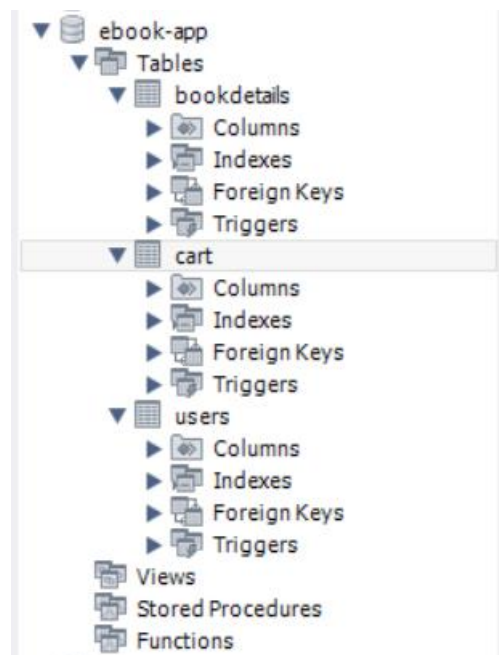 ebook-app
Tables
bookdetails
Columns
Indexes
Foreign Keys
Triggers
cart
Columns
Indexes
Foreign Keys
Triggers
users
Columns
Indexes
Foreign Keys
Triggers
Views
Stored Procedures
Functions